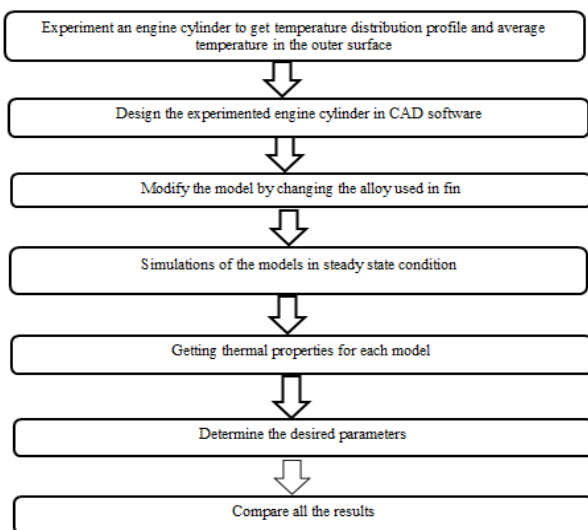 Experiment an engine cylinder to get temperature distribution profile and average
temperature in the outer surface
Design the experimented engine cylinder in CAD software
Modify the model by changing the alloy used in fin
Simulations of the models in steady state condition
Getting thermal properties for each model
Determine the desired parameters
Compare all the results